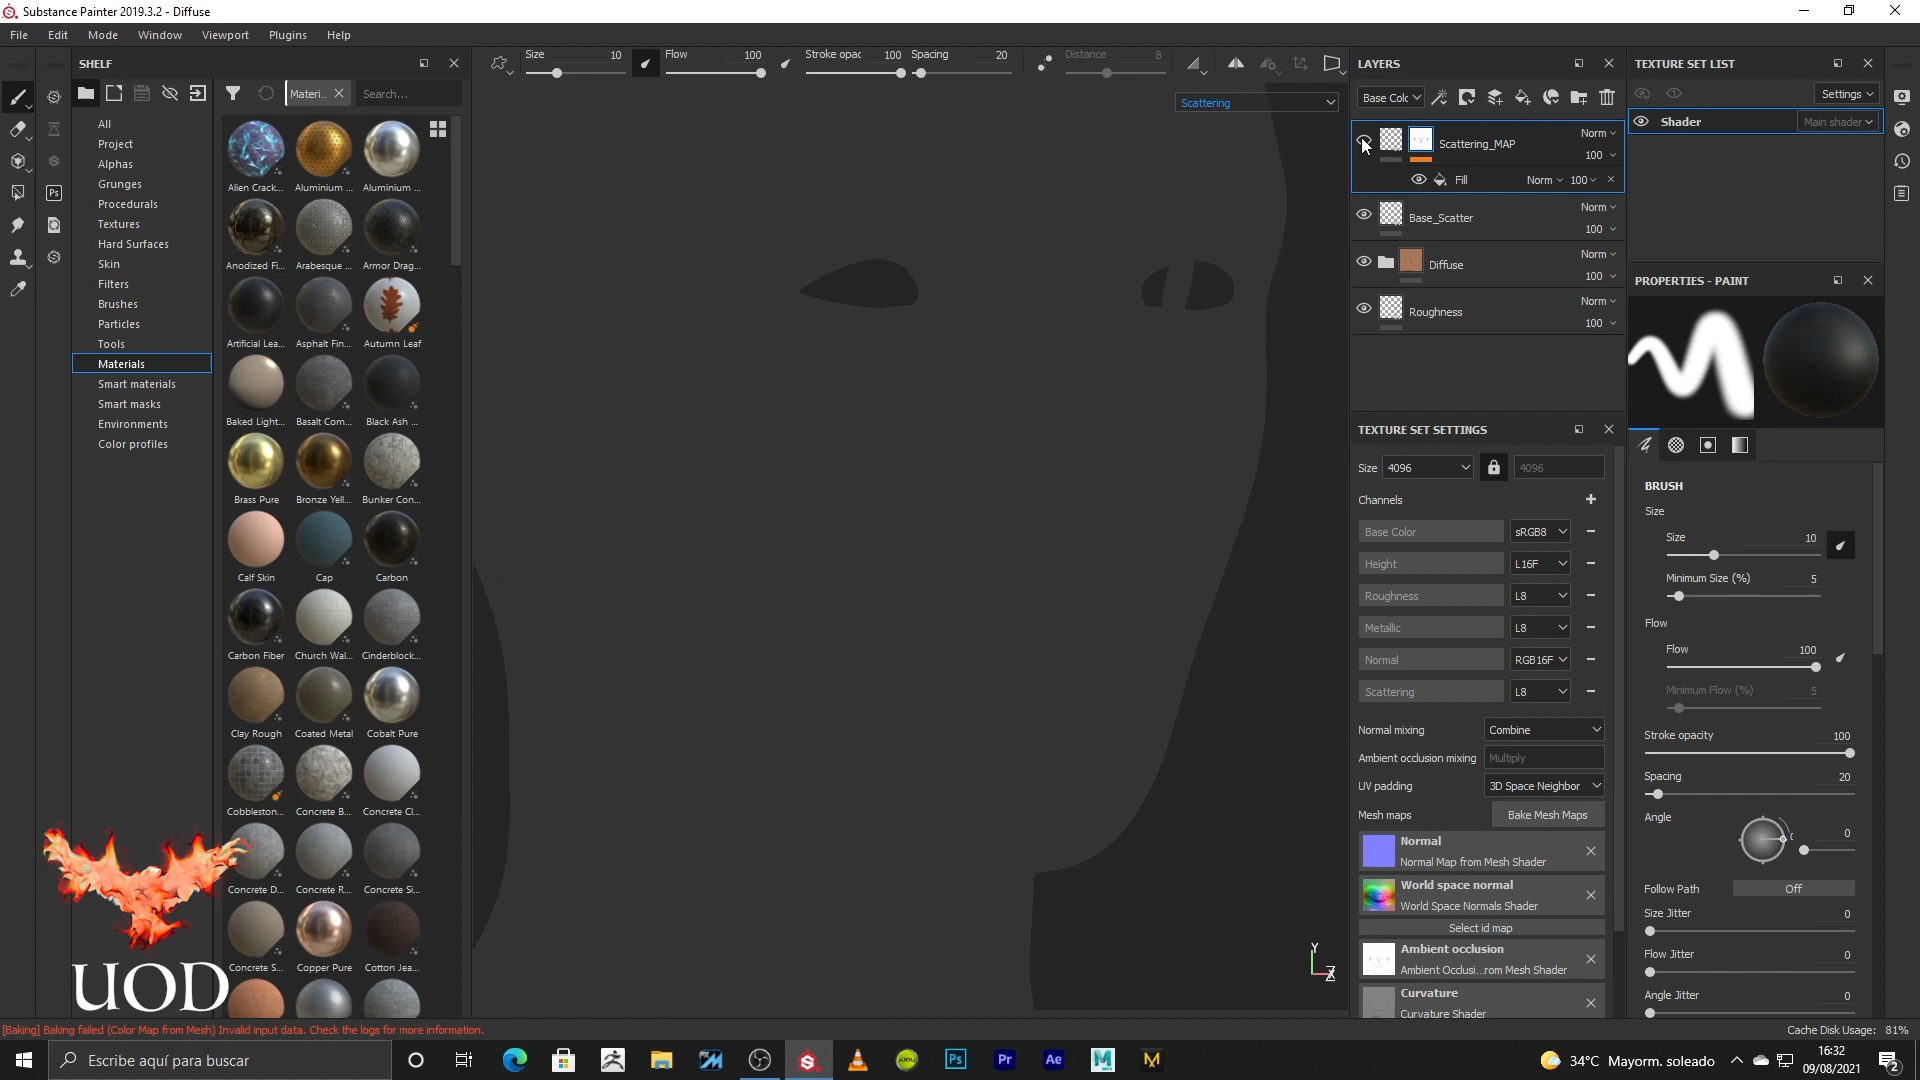 Substance Painter 2019.3.2 - Diffuse
File Edit Mode Window Viewport Plugins Help
SHELF
Materi..
Search...
All
Project
Alphas
Grunges
Procedurals
Textures
Hard Surfaces
Skin
Filters
Brushes
Particles
Tools
Materials
Smart materials
Smart masks
Environments
Color profiles
Alien Crack... Aluminium ... Aluminium ...
Anodized Fi... Arabesque ... Armor Drag...
Artificial Lea... Asphalt Fin... Autumn Leaf
Baked Light... Basalt Com... Black Ash ...
Brass Pure Bronze Yell... Bunker Con...
Calf Skin Cap Carbon
Carbon Fiber Church Wal... Cinderblock...
Clay Rough Coated Metal Cobalt Pure
Cobbleston... Concrete B... Concrete Cl...
Concrete D... Concrete R... Concrete Si...
Concrete S... Copper Pure Cotton Jea...
UOD
Size 10 Flow 100 Stroke opac 100 Spacing 20 Distance 8
Scattering
Y
Z
LAYERS
Base Colc
Scattering_MAP Norm
100
Fill Norm 100
Base_Scatter Norm
100
Diffuse Norm
100
Roughness Norm
100
TEXTURE SET SETTINGS
Size 4096 4096
Channels
Base Color sRGB8
Height L16F
Roughness L8
Metallic L8
Normal RGB16F
Scattering L8
Normal mixing Combine
Ambient occlusion mixing Multiply
UV padding 3D Space Neighbor
Mesh maps Bake Mesh Maps
Normal
Normal Map from Mesh Shader
World space normal
World Space Normals Shader
Select id map
Ambient occlusion
Ambient Occlusi...rom Mesh Shader
Curvature
Curvature Shader
TEXTURE SET LIST
Settings
Shader Main shader
PROPERTIES - PAINT
BRUSH
Size
Size 10
Minimum Size (%) 5
Flow
Flow 100
Minimum Flow (%) 5
Stroke opacity 100
Spacing 20
Angle 0
Follow Path Off
Size Jitter 0
Flow Jitter 0
Angle Jitter 0
[Baking] Baking failed (Color Map from Mesh) Invalid input data. Check the logs for more information.
Cache Disk Usage: 81%
Escribe aquí para buscar
Ps
Pr
Ae
34°C Mayorm. soleado
16:32
09/08/2021
2